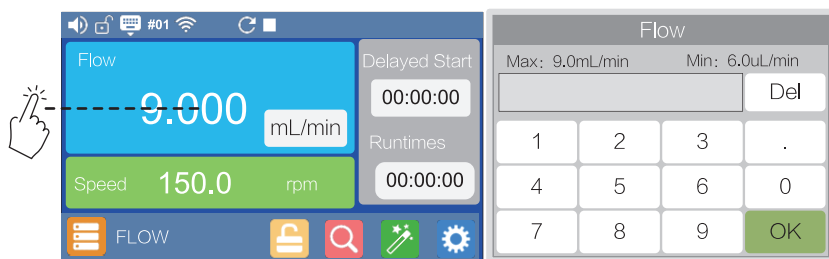 #01
Flow
9.000
mL/min
Speed 150.0 rpm
Delayed Start
00:00:00
Runtimes
00:00:00
FLOW
Flow
Max: 9.0mL/min Min: 6.0uL/min
Del
1 2 3 .
4 5 6 0
7 8 9 OK